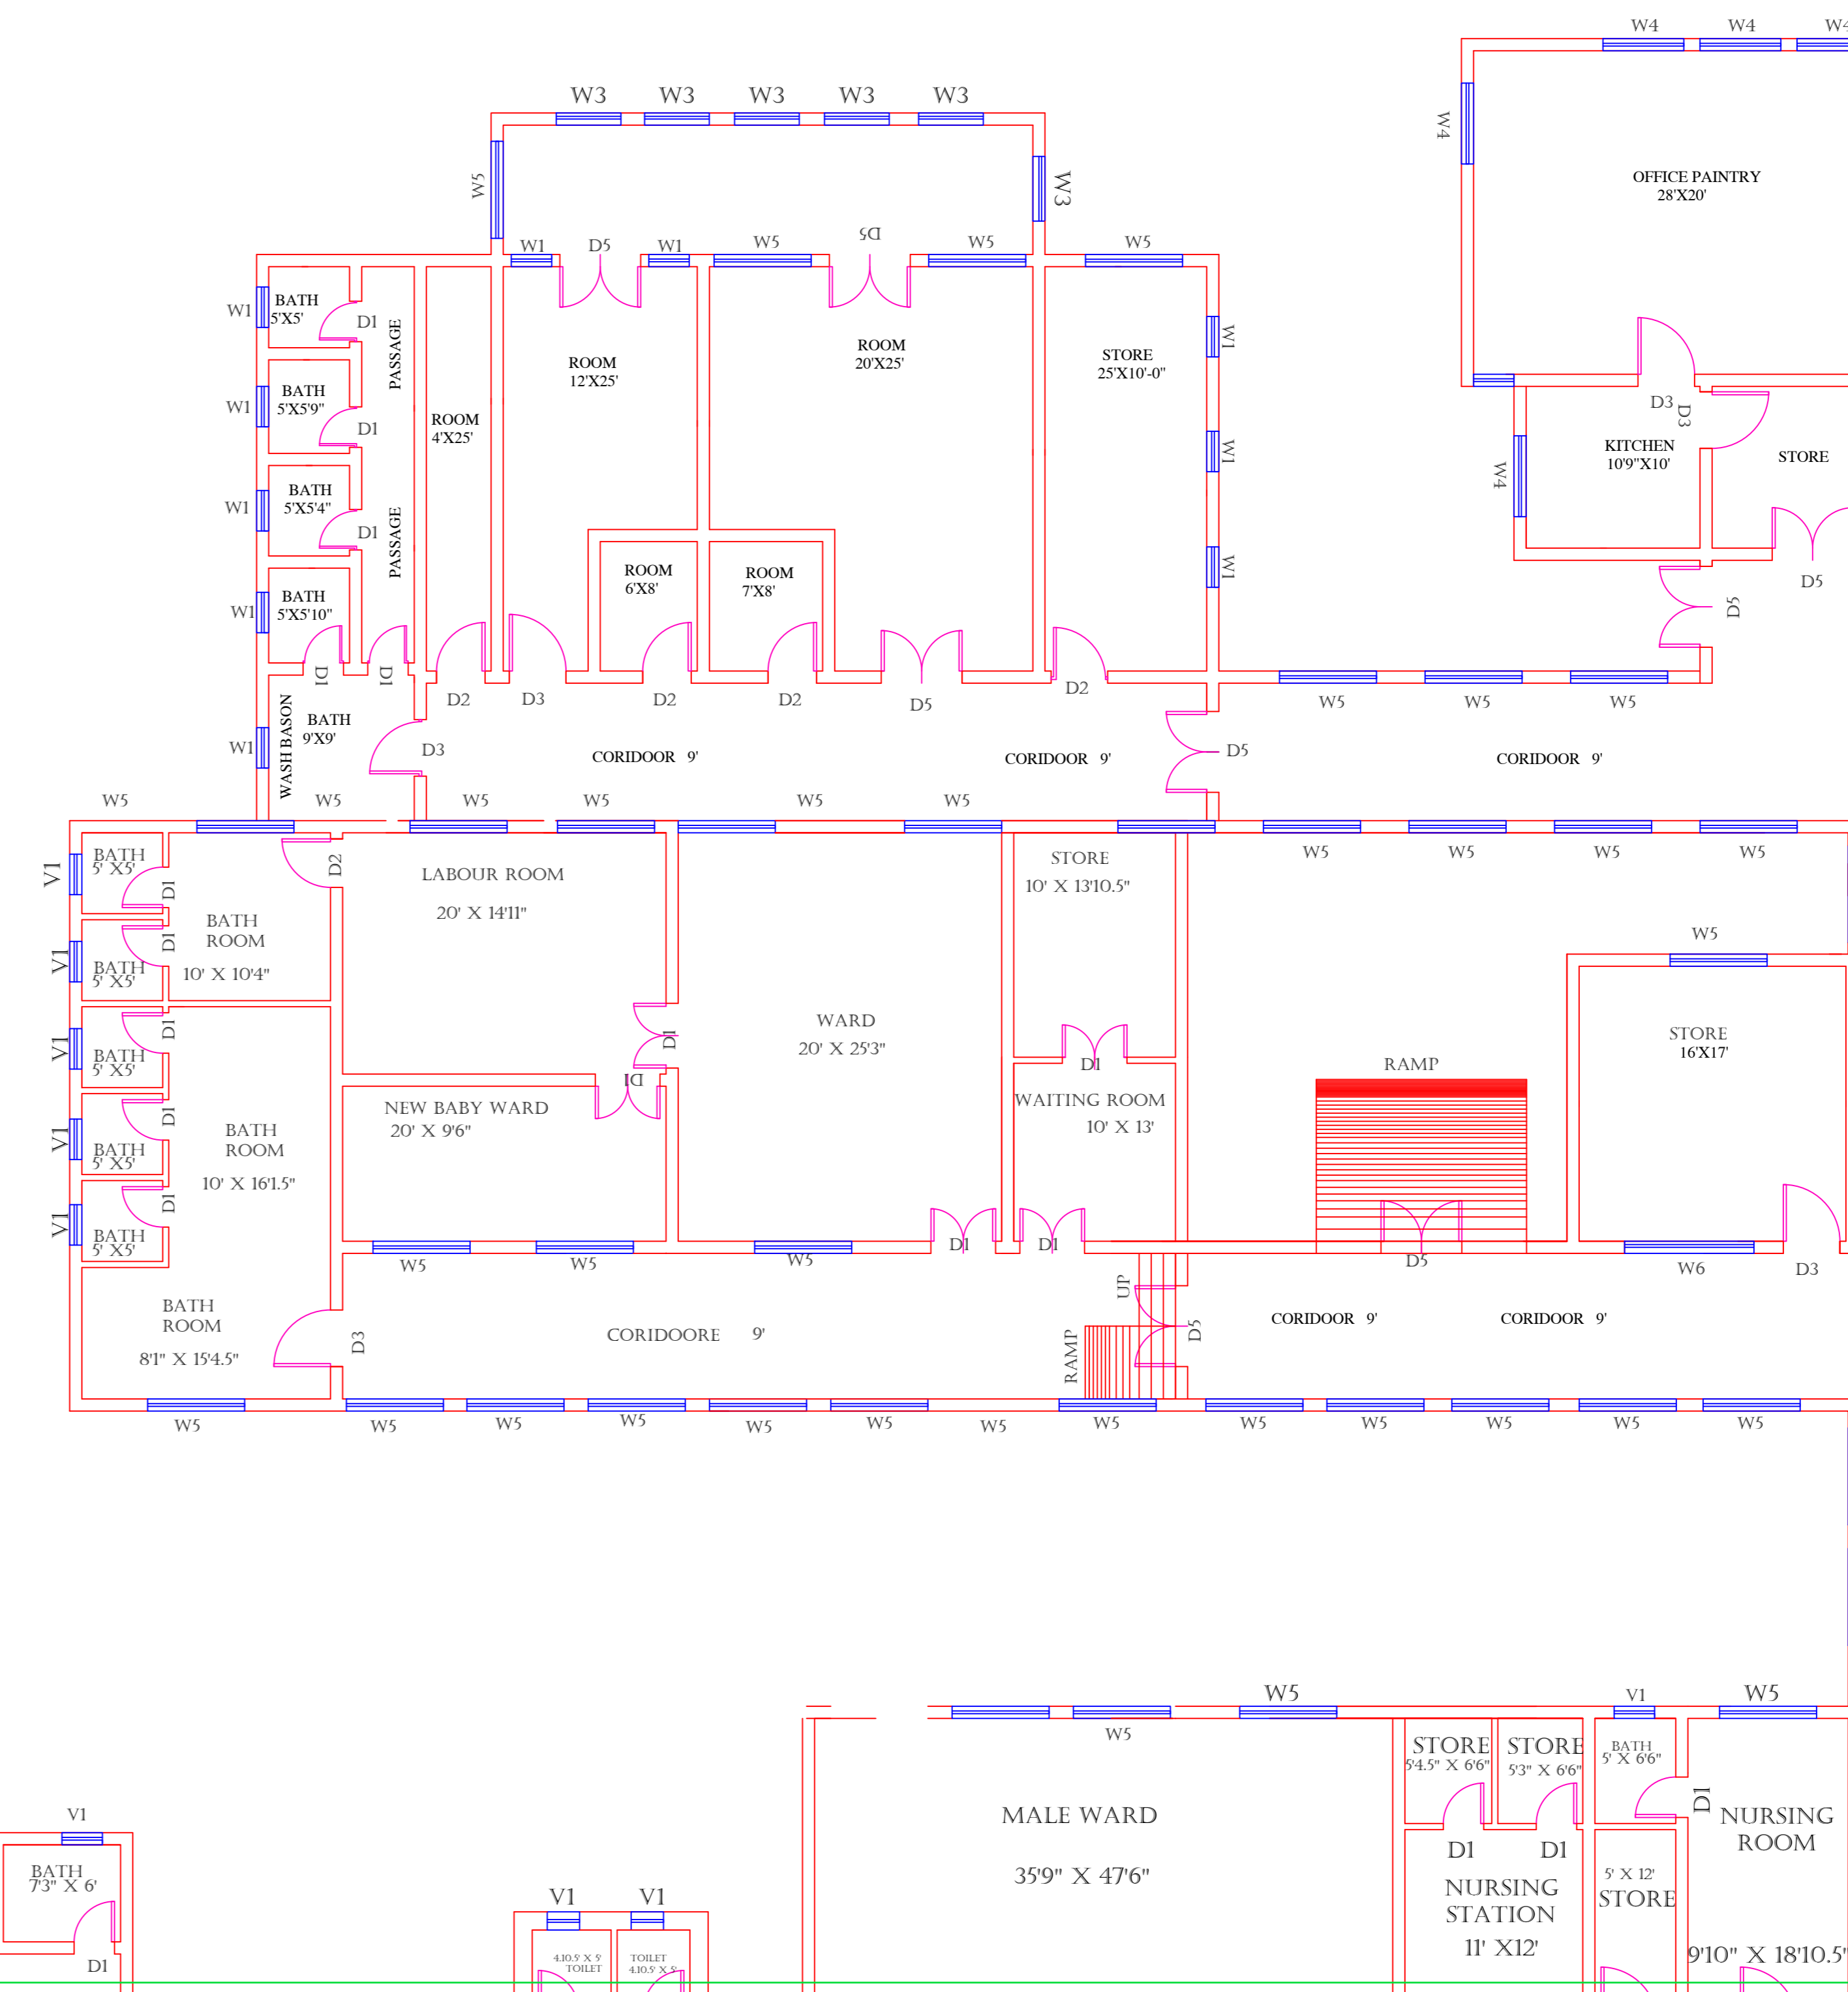 W4 W4 W4
W3 W3 W3 W3 W3
W4
OFFICE PAINTRY
28'X20'
W5
W3
W1 D5 W1 W5 D5 W5 W5
W1
BATH
5'X5'
D1
PASSAGE
ROOM
12'X25'
ROOM
20'X25'
STORE
25'X10'-0"
W1
W1
BATH
5'X5'9"
D1
ROOM
4'X25'
D3
D3
KITCHEN
10'9"X10'
STORE
W1
W4
W1
BATH
5'X5'4"
D1
PASSAGE
ROOM
6'X8'
ROOM
7'X8'
W1
D5
D5
W1
BATH
5'X5'10"
D1
D1
D2 D3 D2 D2 D5 D2
W5 W5 W5
WASH BASON
W1
BATH
9'X9'
D3
CORIDOOR 9'
CORIDOOR 9'
D5
CORIDOOR 9'
W5 W5 W5 W5 W5 W5
V1
BATH
5' X5'
D1
D2
LABOUR ROOM
20' X 14'11"
STORE
10' X 13'10.5"
W5 W5 W5 W5
BATH
ROOM
10' X 10'4"
D1
V1
BATH
5' X5'
W5
WARD
20' X 25'3"
STORE
16'X17'
V1
BATH
5' X5'
D1
D1
D1
D1
RAMP
NEW BABY WARD
20' X 9'6"
WAITING ROOM
10' X 13'
V1
BATH
5' X5'
D1
BATH
ROOM
10' X 16'1.5"
V1
BATH
5' X5'
D1
W5 W5 W5 D1 D1 D5 W6 D3
UP
BATH
ROOM
8'1" X 15'4.5"
D3
CORIDOORE 9'
RAMP
D5
CORIDOOR 9'
CORIDOOR 9'
W5 W5 W5 W5 W5 W5 W5 W5 W5 W5 W5 W5 W5
W5 V1 W5
W5
STORE
5'4.5" X 6'6"
STORE
5'3" X 6'6"
BATH
5' X 6'6"
D1
MALE WARD
35'9" X 47'6"
NURSING
ROOM
V1
D1 D1
BATH
7'3" X 6'
D1
V1 V1
NURSING
STATION
11' X12'
5' X 12'
STORE
4.10.5' X 5'
TOILET
TOILET
4.10.5' X 5'
9'10" X 18'10.5"